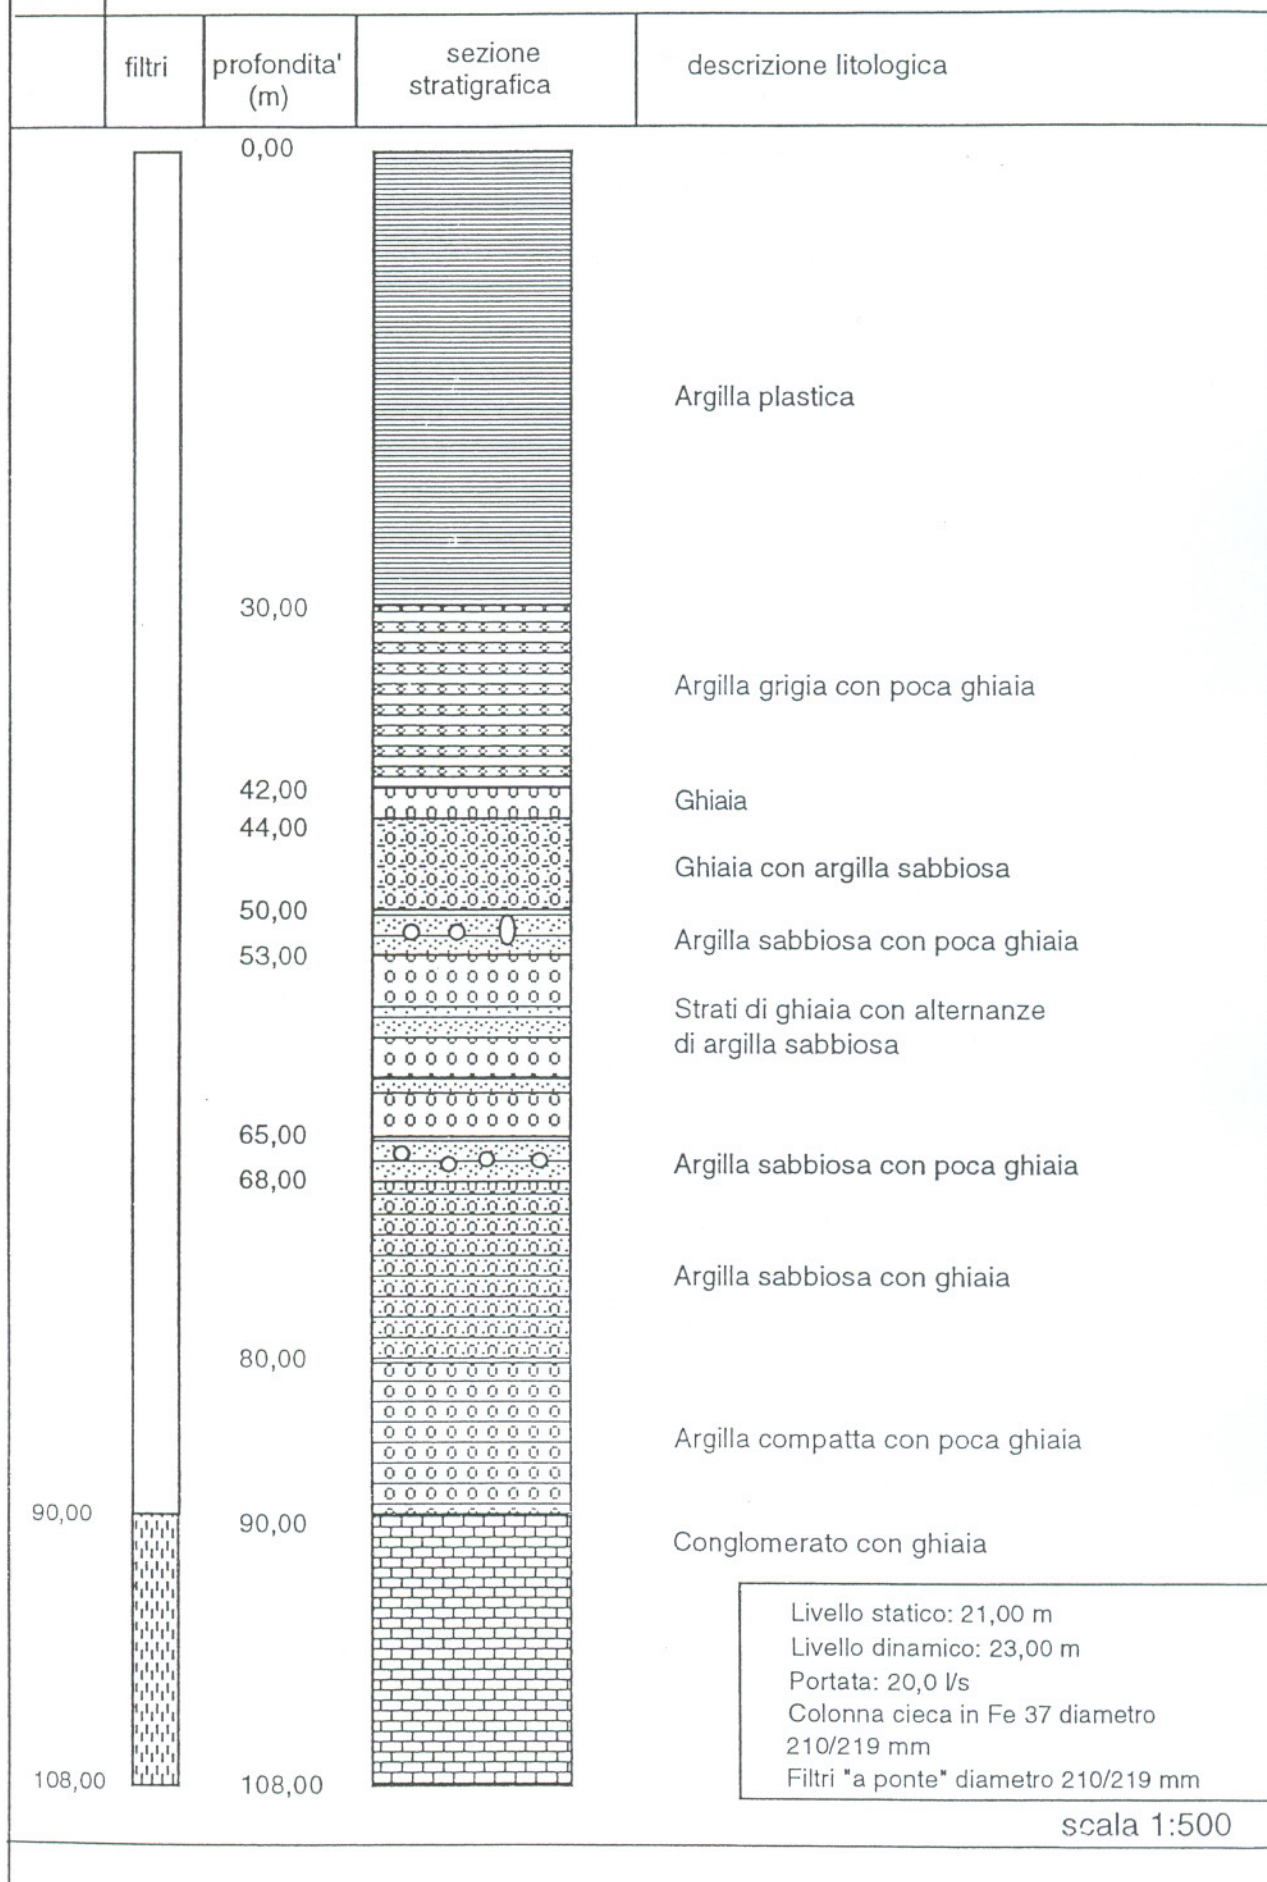 filtri
profondita'
(m)
sezione
stratigrafica
descrizione litologica
0,00
Argilla plastica
30,00
Argilla grigia con poca ghiaia
42,00
Ghiaia
44,00
Ghiaia con argilla sabbiosa
50,00
Argilla sabbiosa con poca ghiaia
53,00
Strati di ghiaia con alternanze
di argilla sabbiosa
65,00
Argilla sabbiosa con poca ghiaia
68,00
Argilla sabbiosa con ghiaia
80,00
Argilla compatta con poca ghiaia
90,00
90,00
Conglomerato con ghiaia
Livello statico: 21,00 m
Livello dinamico: 23,00 m
Portata: 20,0 l/s
Colonna cieca in Fe 37 diametro
210/219 mm
Filtri "a ponte" diametro 210/219 mm
108,00
108,00
scala 1:500